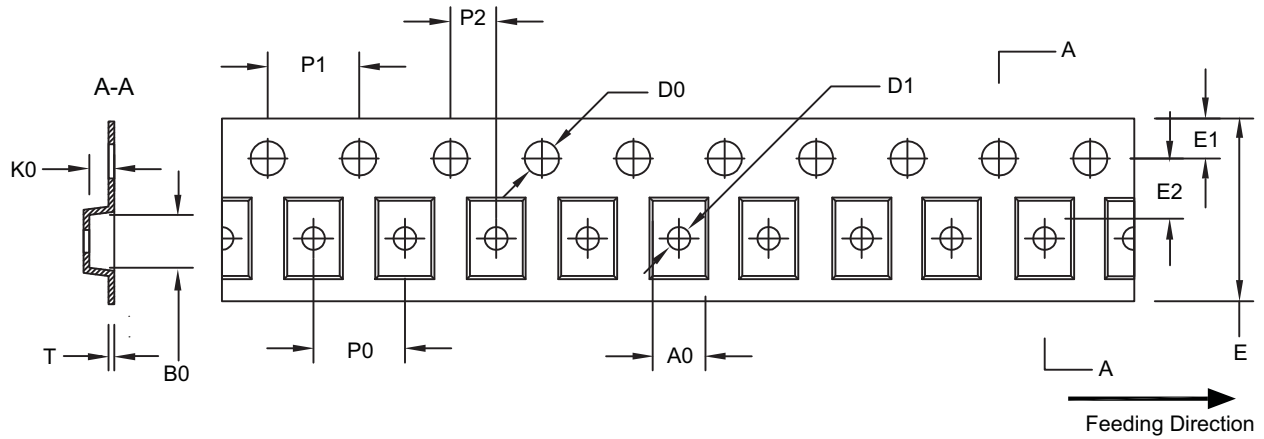 P2
A
P1
A-A
D0
D1
E1
K0
E2
P0
A0
T
B0
E
A
Feeding Direction